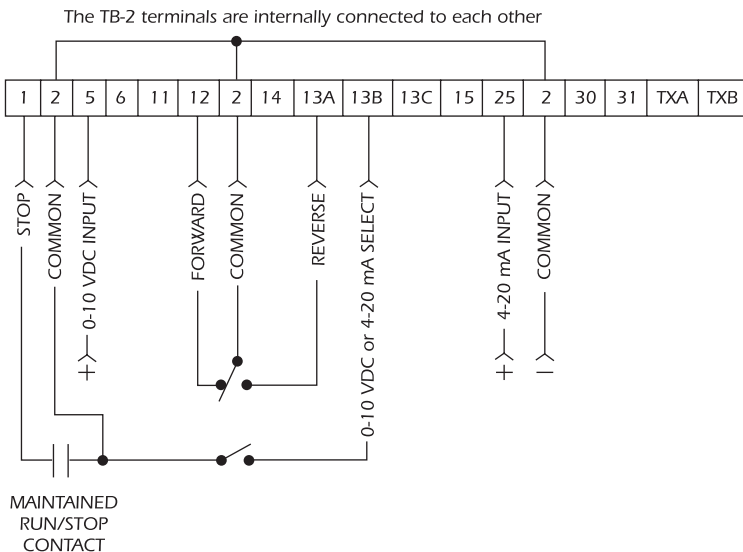 The TB-2 terminals are internally connected to each other
1 2 5 6 11 12 2 14 13A 13B 13C 15 25 2 30 31 TXA TXB
STOP
COMMON
0-10 VDC INPUT
+
FORWARD
COMMON
REVERSE
0-10 VDC or 4-20 mA SELECT
4-20 mA INPUT
+
COMMON
–
MAINTAINED
RUN/STOP
CONTACT